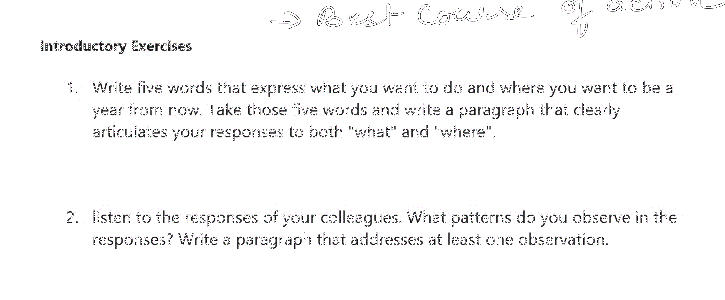 → Best Course of action
Introductory Exercises
1. Write five words that express what you want to do and where you want to be a
year from now. Take those five words and write a paragraph that clearly
articulates your responses to both "what" and "where".
2. listen to the responses of your colleagues. What patterns do you observe in the
responses? Write a paragraph that addresses at least one observation.